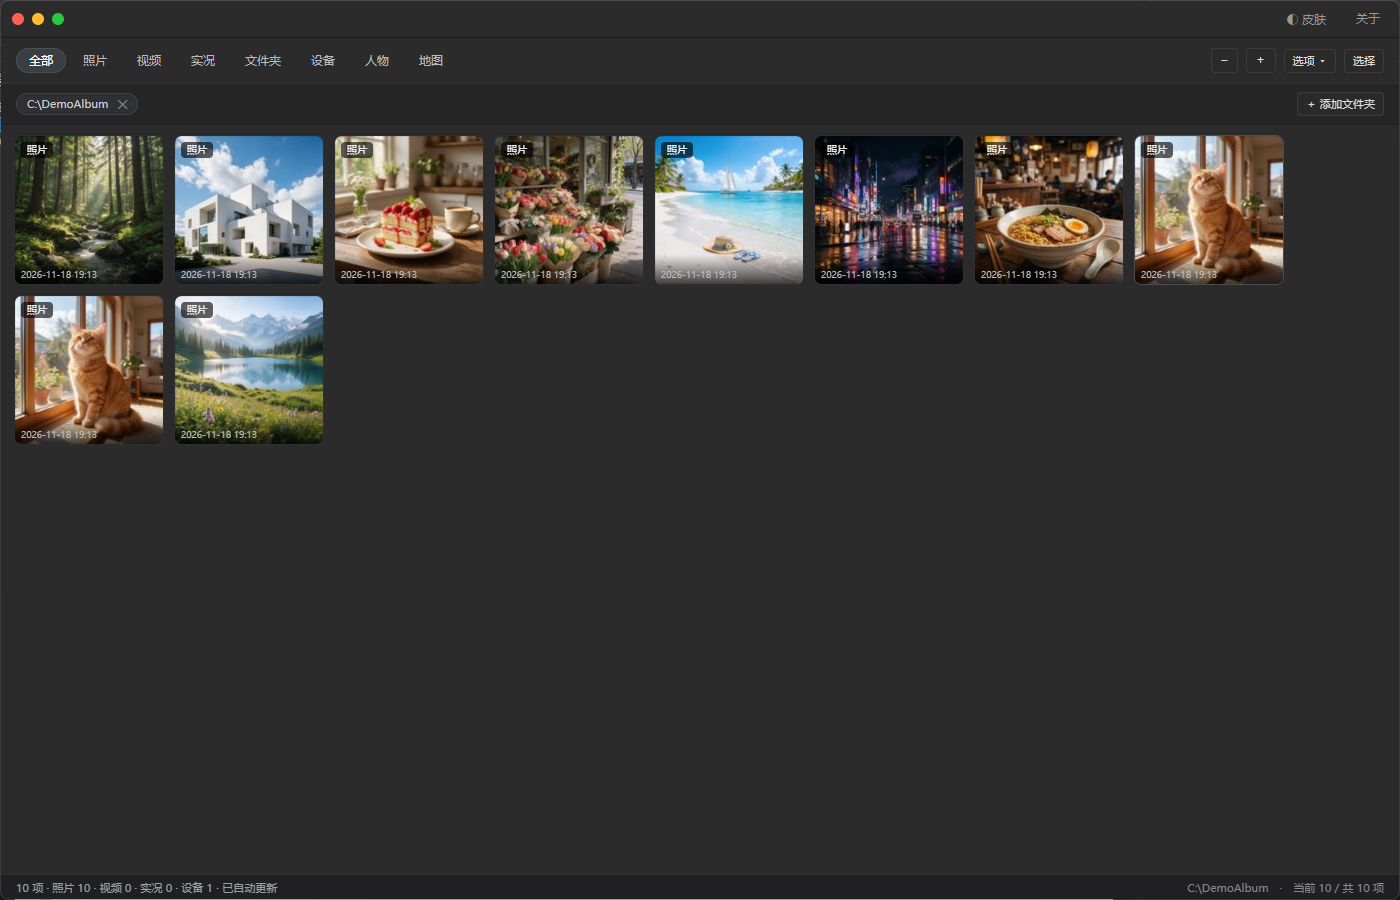 皮肤 关于
全部 照片 视频 实况 文件夹 设备 人物 地图 − + 选项 选择
C:\DemoAlbum + 添加文件夹
照片 照片 照片 照片 照片 照片 照片 照片
2026-11-18 19:13 2026-11-18 19:13 2026-11-18 19:13 2026-11-18 19:13 2026-11-18 19:13 2026-11-18 19:13 2026-11-18 19:13 2026-11-18 19:13
照片 照片
2026-11-18 19:13 2026-11-18 19:13
10 项 · 照片 10 · 视频 0 · 实况 0 · 设备 1 · 已自动更新 C:\DemoAlbum · 当前 10 / 共 10 项